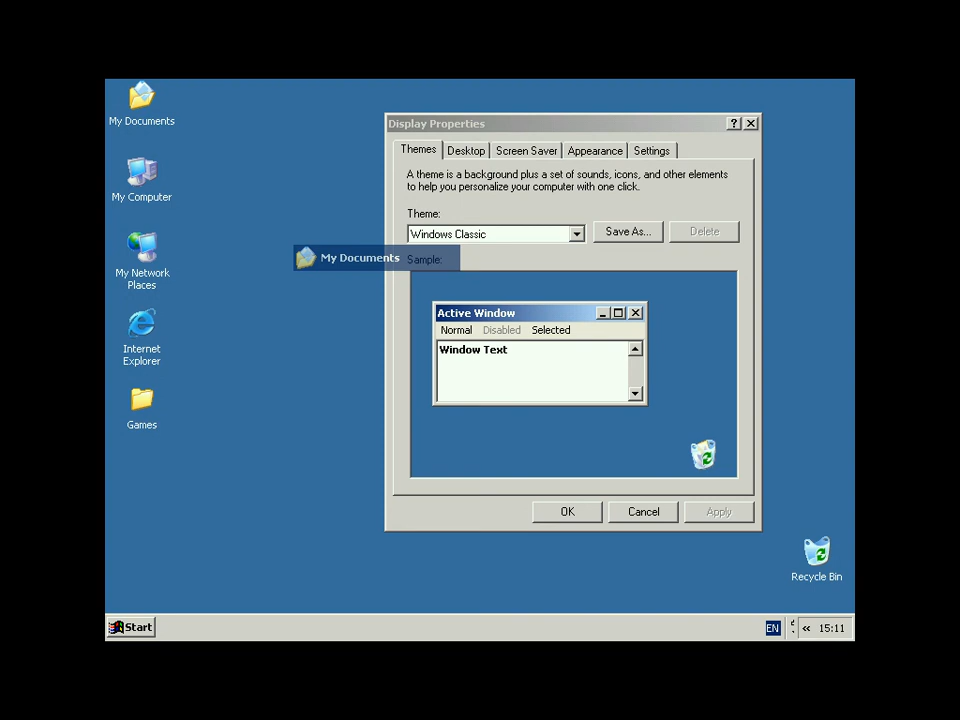 My Documents
My Computer
My Network
Places
Internet
Explorer
Games
Display Properties
Themes
Desktop
Screen Saver
Appearance
Settings
A theme is a background plus a set of sounds, icons, and other elements
to help you personalize your computer with one click.
Theme:
Windows Classic
Save As...
Delete
My Documents
Sample:
Active Window
Normal
Disabled
Selected
Window Text
OK
Cancel
Apply
Recycle Bin
Start
EN
« 15:11